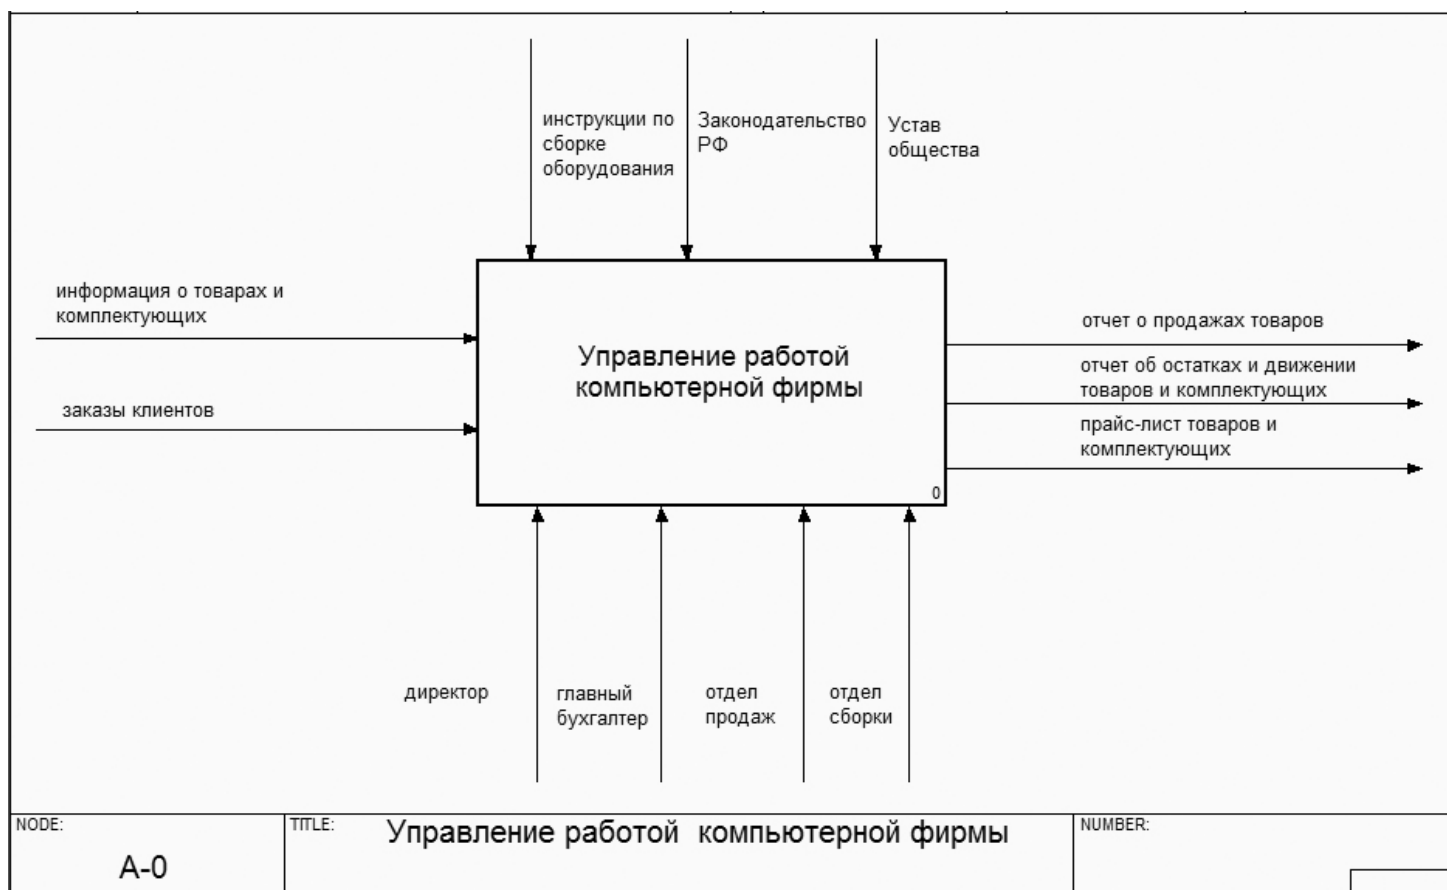 инструкции по
сборке
оборудования
Законодательство
РФ
Устав
общества
информация о товарах и
комплектующих
заказы клиентов
Управление работой
компьютерной фирмы
0
отчет о продажах товаров
отчет об остатках и движении
товаров и комплектующих
прайс-лист товаров и
комплектующих
директор
главный
бухгалтер
отдел
продаж
отдел
сборки
NODE:
A-0
TITLE:
Управление работой компьютерной фирмы
NUMBER: